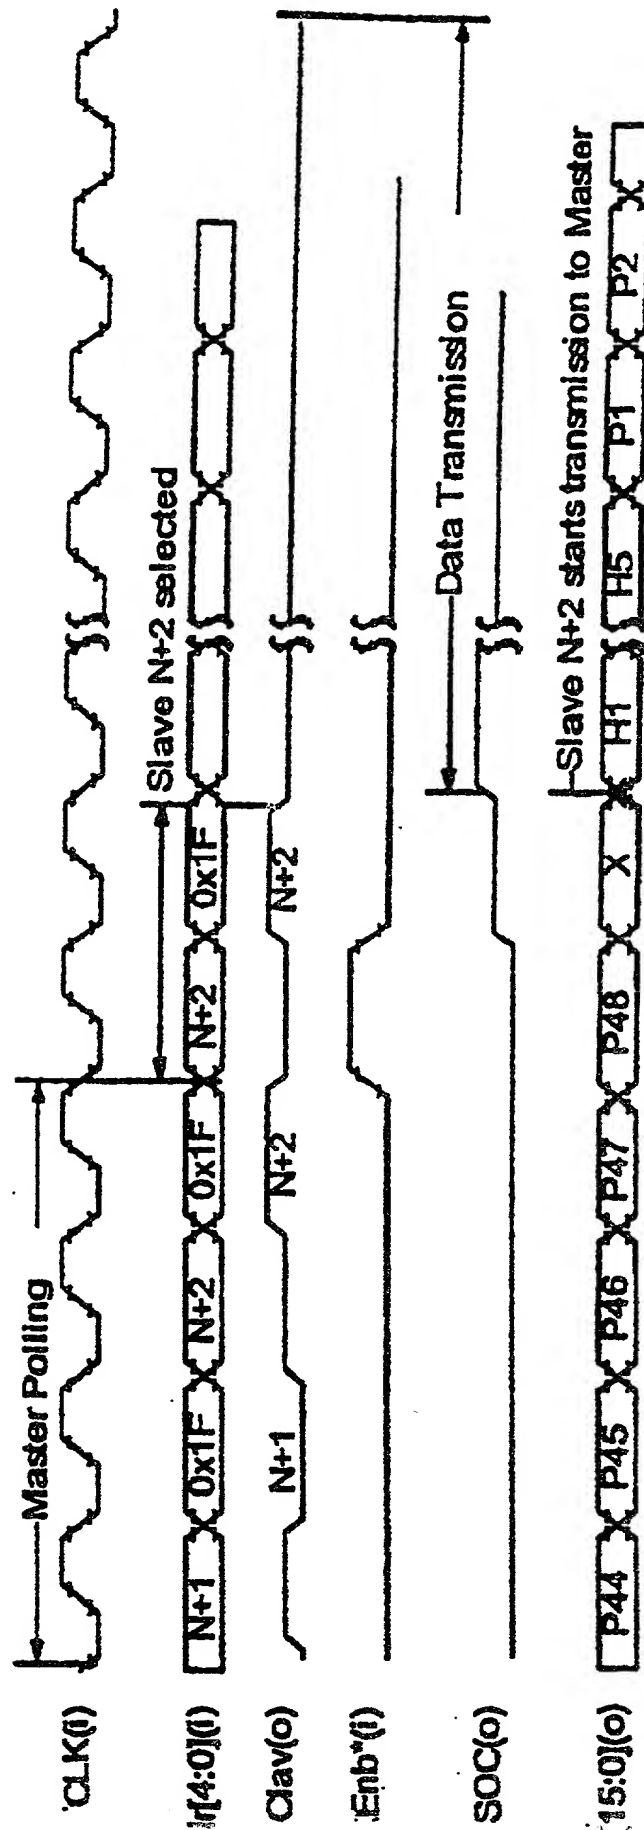 CLK(i)
Master Polling
lr[4:0](i)
N+1 0x1F N+2 0x1F N+2 0x1F
Slave N+2 selected
Clav(o)
N+1 N+2 N+2
Enb*(i)
Data Transmission
SOC(o)
Slave N+2 starts transmission to Master
15:0](o)
P44 P45 P46 P47 P48 X H1 H5 P1 P2